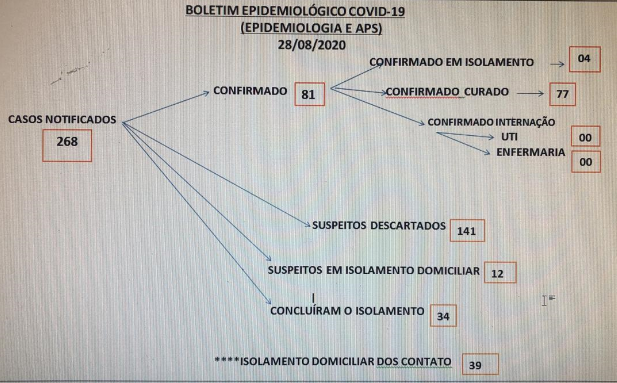 BOLETIM EPIDEMIOLÓGICO COVID-19
(EPIDEMIOLOGIA E APS)
28/08/2020
CASOS NOTIFICADOS
268
CONFIRMADO 81
CONFIRMADO EM ISOLAMENTO 04
CONFIRMADO CURADO 77
CONFIRMADO INTERNAÇÃO
UTI 00
ENFERMARIA 00
SUSPEITOS DESCARTADOS 141
SUSPEITOS EM ISOLAMENTO DOMICILIAR 12
CONCLUÍRAM O ISOLAMENTO 34
****ISOLAMENTO DOMICILIAR DOS CONTATO 39